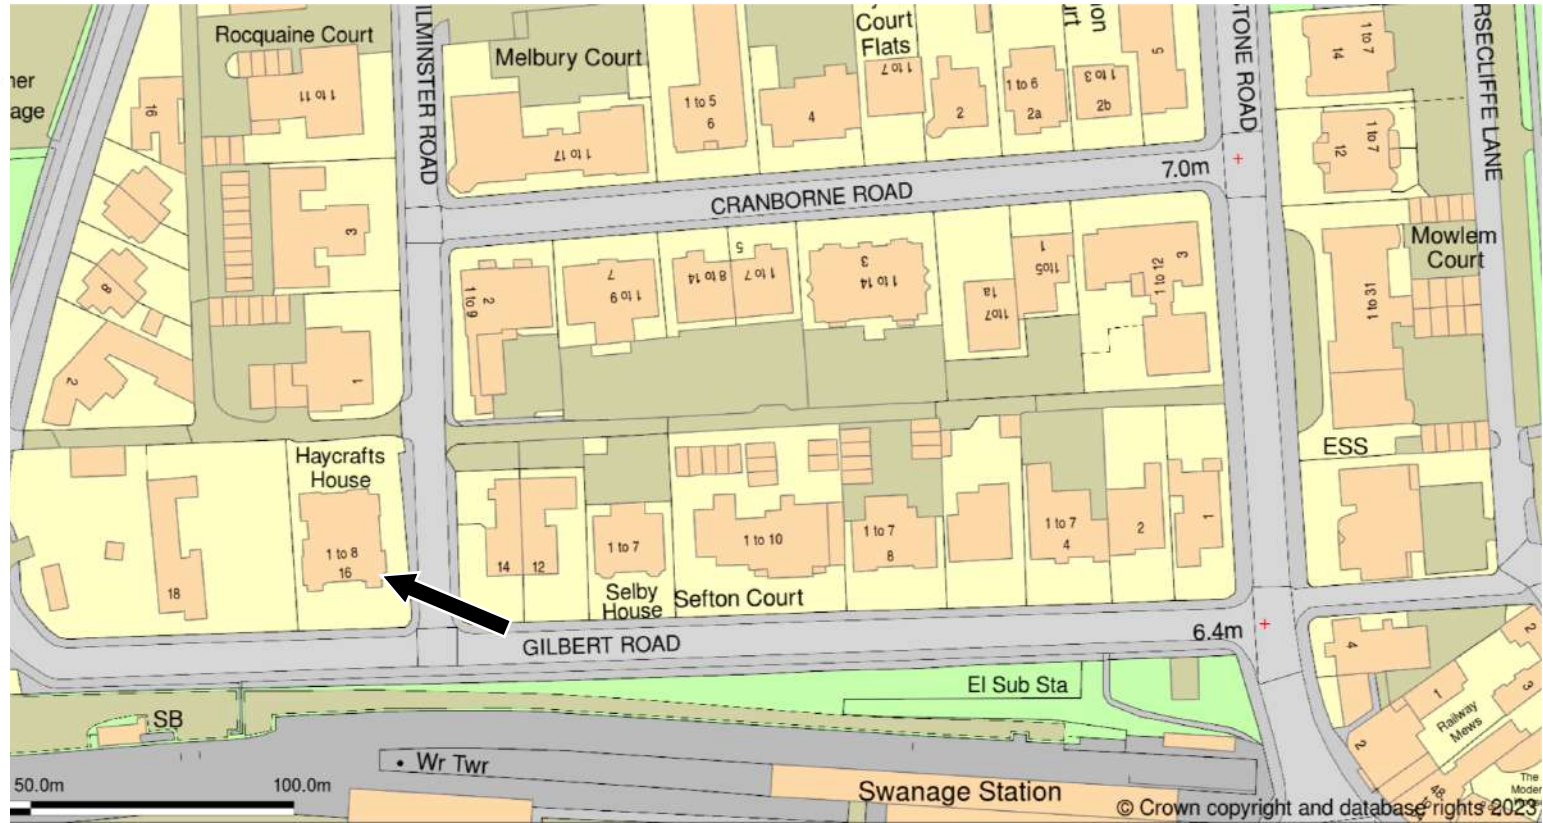 Rocquaine Court
ILMINSTER ROAD
Melbury Court
Court
Flats
STONE ROAD
RSECLIFFE LANE
16
1 to 11
1 to 17
1 to 5
6
4
1 to 7
2
1 to 6
2a
1 to 3
2b
5
1 to 7
14
1 to 7
12
7.0m
CRANBORNE ROAD
Mowlem
Court
3
8
2
1
2
1 to 9
7
1 to 9
5
8 to 14
1 to 7
3
1 to 14
1
1to5
1a
1to7
3
1 to 12
1 to 31
ESS
Haycrafts
House
1 to 8
16
18
14
12
1 to 7
Selby
House
1 to 10
Sefton Court
1 to 7
8
1 to 7
4
2
1
GILBERT ROAD
6.4m
El Sub Sta
4
2
1
3
2
Railway
Mews
SB
Wr Twr
50.0m
100.0m
Swanage Station
The
4B
© Crown copyright and database rights 2023